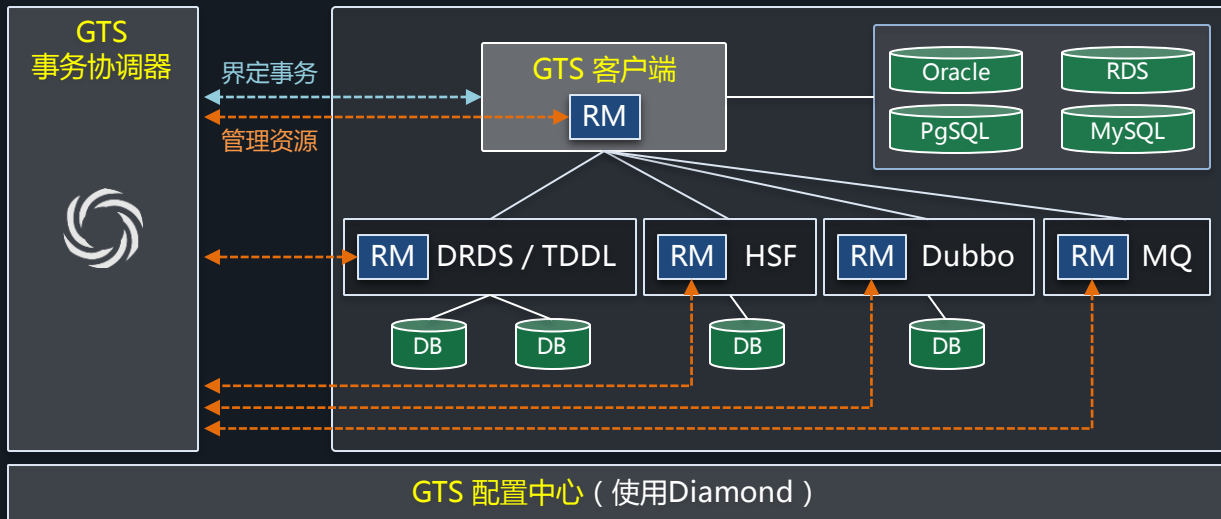 GTS
事务协调器
界定事务
管理资源
GTS 客户端
RM
Oracle
RDS
PgSQL
MySQL
RM
DRDS / TDDL
RM
HSF
RM
Dubbo
RM
MQ
DB
DB
DB
DB
GTS 配置中心（使用Diamond）